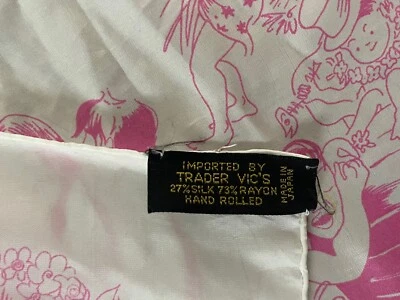 IMPORTED BY
TRADER VIC'S
27% SILK 73% RAYON
HAND ROLLED
MADE IN
JAPAN